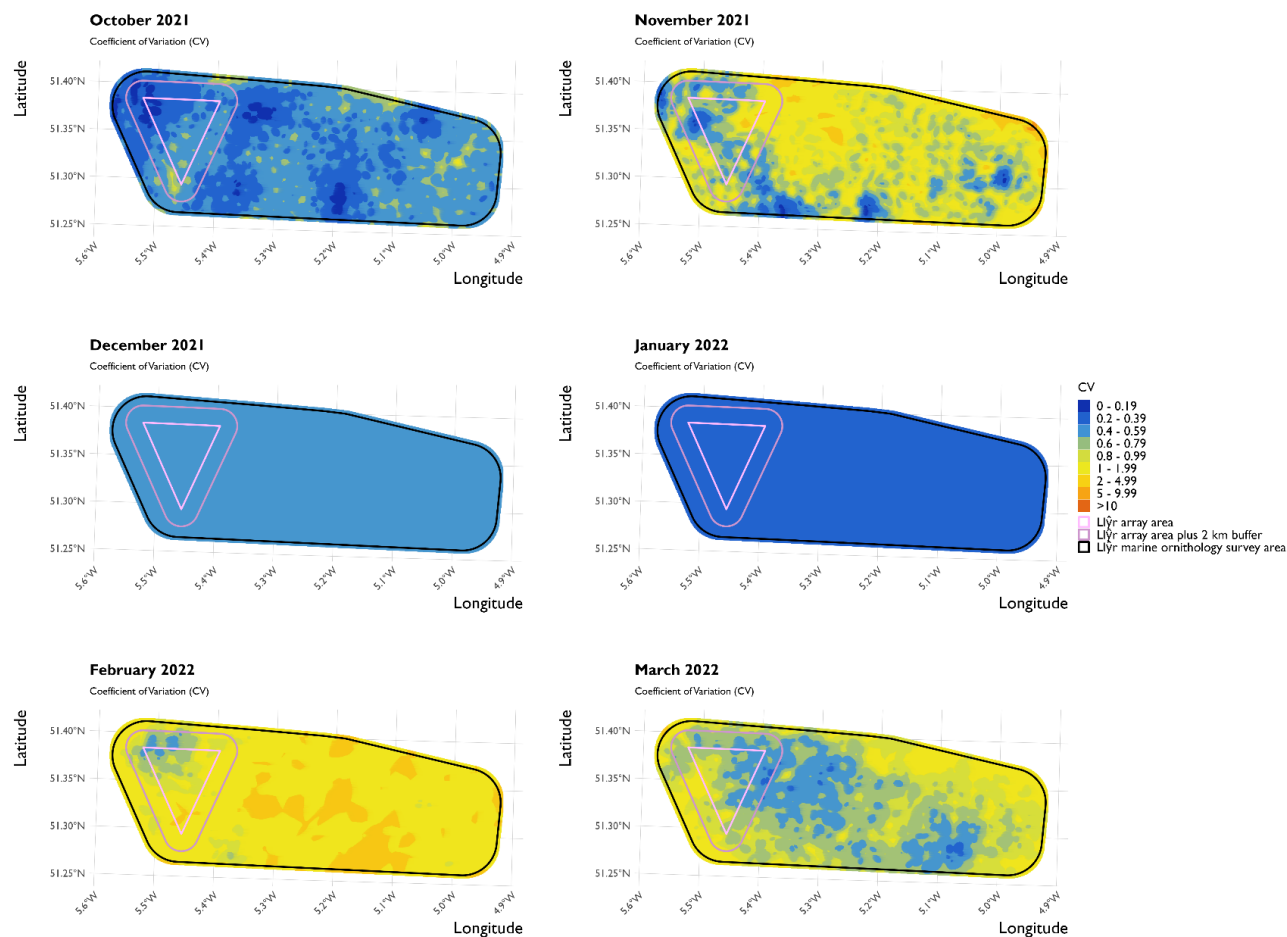 October 2021
Coefficient of Variation (CV)
Latitude
51.40°N
51.35°N
51.30°N
51.25°N
5.6°W
5.5°W
5.4°W
5.3°W
5.2°W
5.1°W
5.0°W
4.9°W
Longitude
November 2021
Coefficient of Variation (CV)
Latitude
51.40°N
51.35°N
51.30°N
51.25°N
5.6°W
5.5°W
5.4°W
5.3°W
5.2°W
5.1°W
5.0°W
4.9°W
Longitude
December 2021
Coefficient of Variation (CV)
Latitude
51.40°N
51.35°N
51.30°N
51.25°N
5.6°W
5.5°W
5.4°W
5.3°W
5.2°W
5.1°W
5.0°W
4.9°W
Longitude
January 2022
Coefficient of Variation (CV)
Latitude
51.40°N
51.35°N
51.30°N
51.25°N
5.6°W
5.5°W
5.4°W
5.3°W
5.2°W
5.1°W
5.0°W
4.9°W
Longitude
CV
0 - 0.19
0.2 - 0.39
0.4 - 0.59
0.6 - 0.79
0.8 - 0.99
1 - 1.99
2 - 4.99
5 - 9.99
>10
Llŷr array area
Llŷr array area plus 2 km buffer
Llŷr marine ornithology survey area
February 2022
Coefficient of Variation (CV)
Latitude
51.40°N
51.35°N
51.30°N
51.25°N
5.6°W
5.5°W
5.4°W
5.3°W
5.2°W
5.1°W
5.0°W
4.9°W
Longitude
March 2022
Coefficient of Variation (CV)
Latitude
51.40°N
51.35°N
51.30°N
51.25°N
5.6°W
5.5°W
5.4°W
5.3°W
5.2°W
5.1°W
5.0°W
4.9°W
Longitude